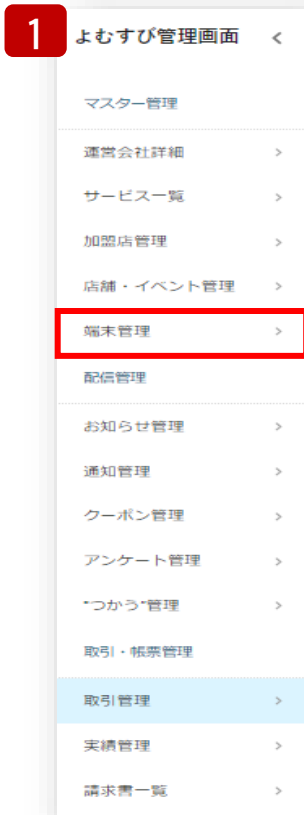 1
よむすび管理画面 <
マスター管理
運営会社詳細 >
サービス一覧 >
加盟店管理 >
店舗・イベント管理 >
端末管理 >
配信管理
お知らせ管理 >
通知管理 >
クーポン管理 >
アンケート管理 >
"つかう"管理 >
取引・帳票管理
取引管理 >
実績管理 >
請求書一覧 >